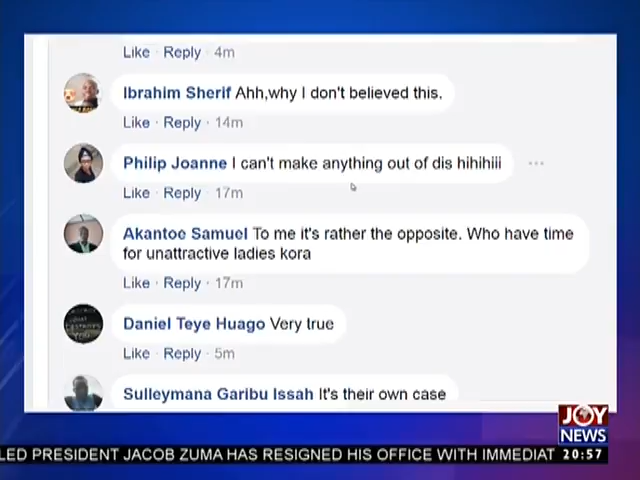 Like · Reply · 4m
Ibrahim Sherif Ahh,why I don't believed this.
Like · Reply · 14m
Philip Joanne I can't make anything out of dis hihihiii
Like · Reply · 17m
Akantoe Samuel To me it's rather the opposite. Who have time
for unattractive ladies kora
Like · Reply · 17m
Daniel Teye Huago Very true
Like · Reply · 5m
Sulleymana Garibu Issah It's their own case
JOY
NEWS
LED PRESIDENT JACOB ZUMA HAS RESIGNED HIS OFFICE WITH IMMEDIAT 20:57